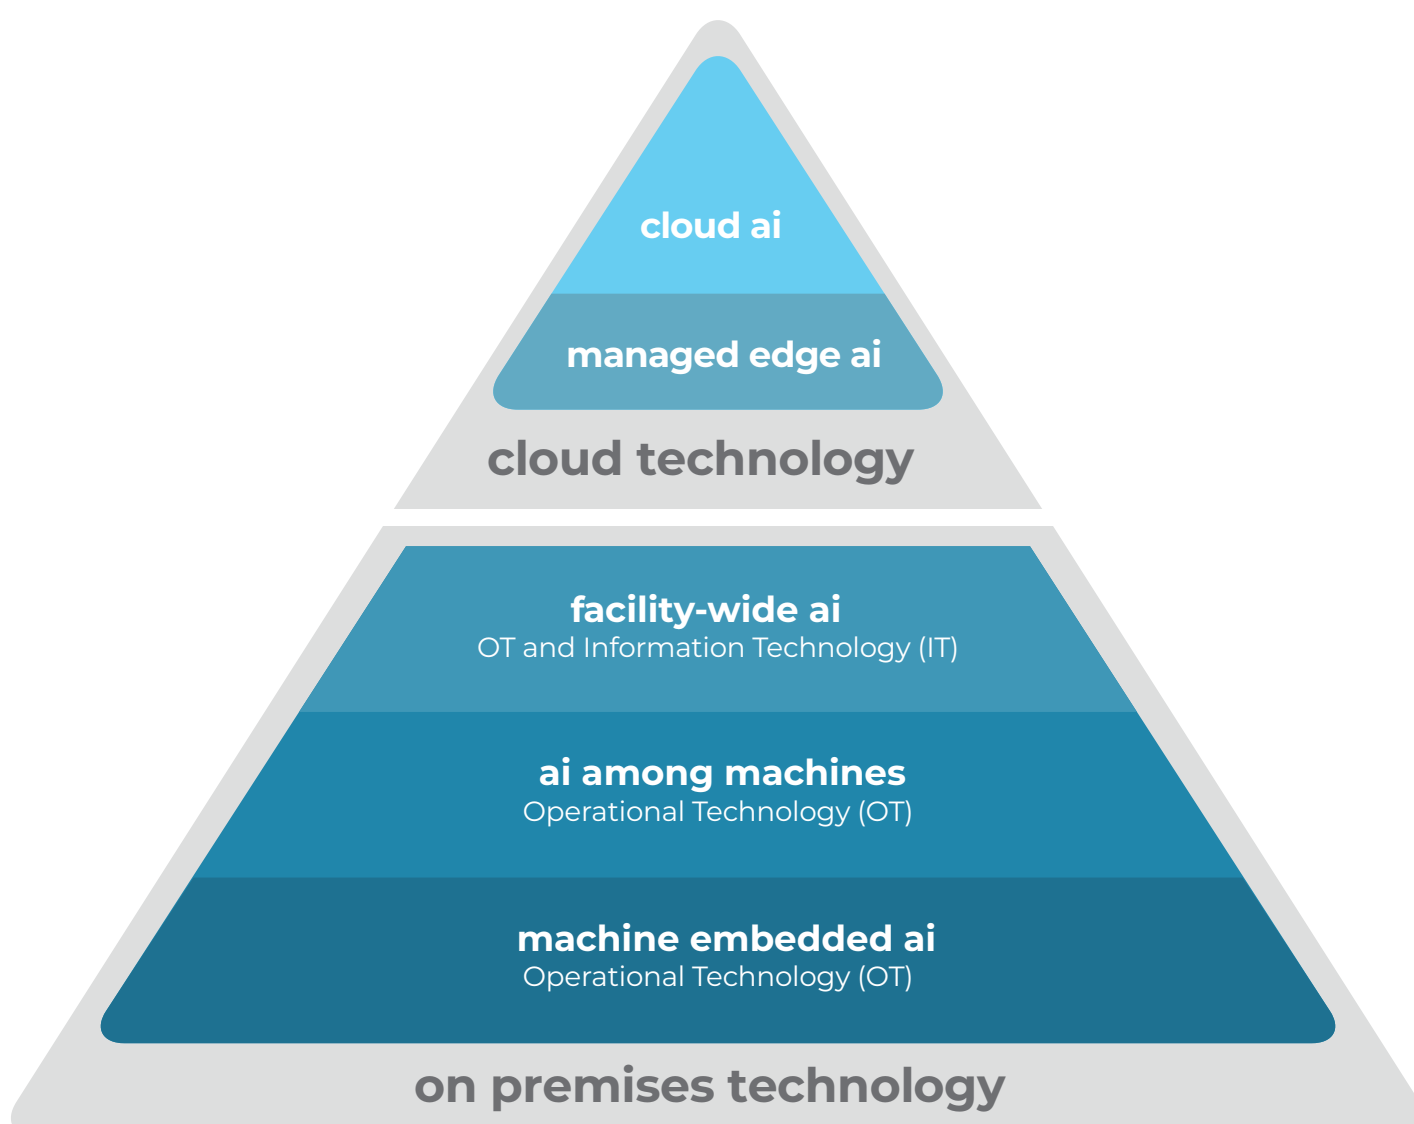 cloud ai
managed edge ai
cloud technology
facility-wide ai
OT and Information Technology (IT)
ai among machines
Operational Technology (OT)
machine embedded ai
Operational Technology (OT)
on premises technology